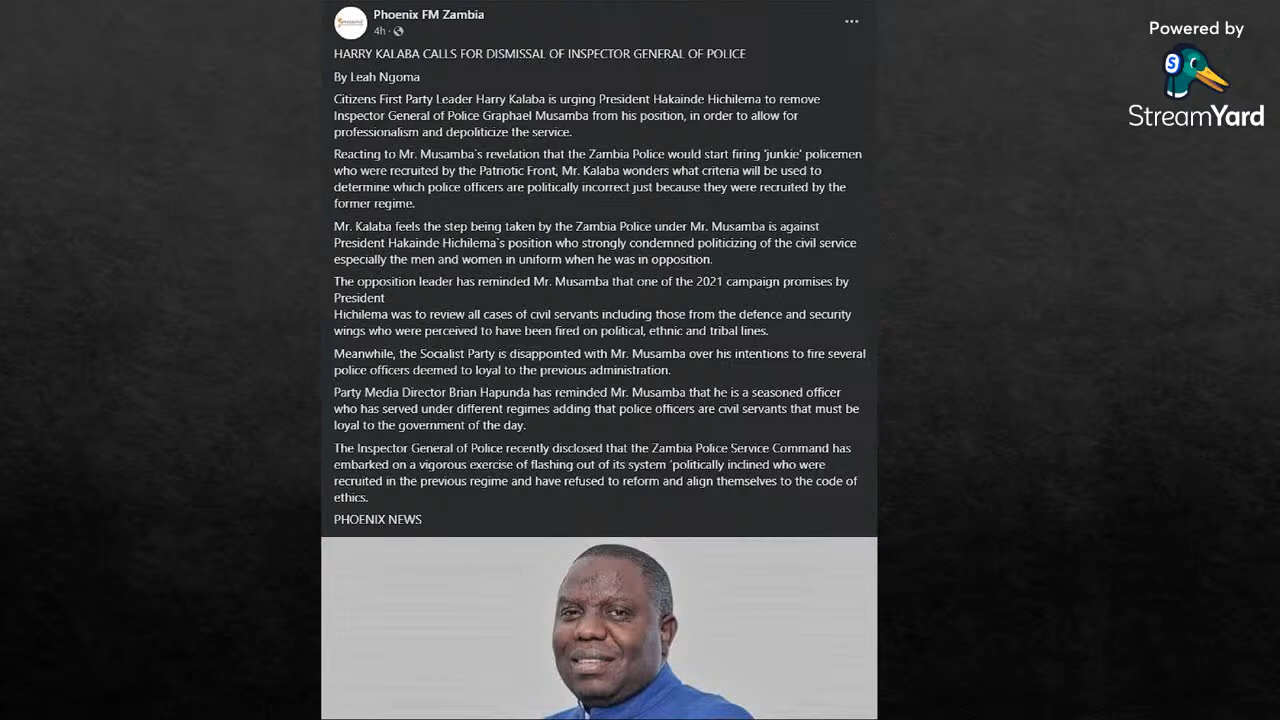 Phoenix FM Zambia
4h ·
Powered by
StreamYard
HARRY KALABA CALLS FOR DISMISSAL OF INSPECTOR GENERAL OF POLICE
By Leah Ngoma
Citizens First Party Leader Harry Kalaba is urging President Hakainde Hichilema to remove
Inspector General of Police Graphael Musamba from his position, in order to allow for
professionalism and depoliticize the service.
Reacting to Mr. Musamba`s revelation that the Zambia Police would start firing 'junkie' policemen
who were recruited by the Patriotic Front, Mr. Kalaba wonders what criteria will be used to
determine which police officers are politically incorrect just because they were recruited by the
former regime.
Mr. Kalaba feels the step being taken by the Zambia Police under Mr. Musamba is against
President Hakainde Hichilema`s position who strongly condemned politicizing of the civil service
especially the men and women in uniform when he was in opposition.
The opposition leader has reminded Mr. Musamba that one of the 2021 campaign promises by
President
Hichilema was to review all cases of civil servants including those from the defence and security
wings who were perceived to have been fired on political, ethnic and tribal lines.
Meanwhile, the Socialist Party is disappointed with Mr. Musamba over his intentions to fire several
police officers deemed to loyal to the previous administration.
Party Media Director Brian Hapunda has reminded Mr. Musamba that he is a seasoned officer
who has served under different regimes adding that police officers are civil servants that must be
loyal to the government of the day.
The Inspector General of Police recently disclosed that the Zambia Police Service Command has
embarked on a vigorous exercise of flashing out of its system 'politically inclined who were
recruited in the previous regime and have refused to reform and align themselves to the code of
ethics.
PHOENIX NEWS